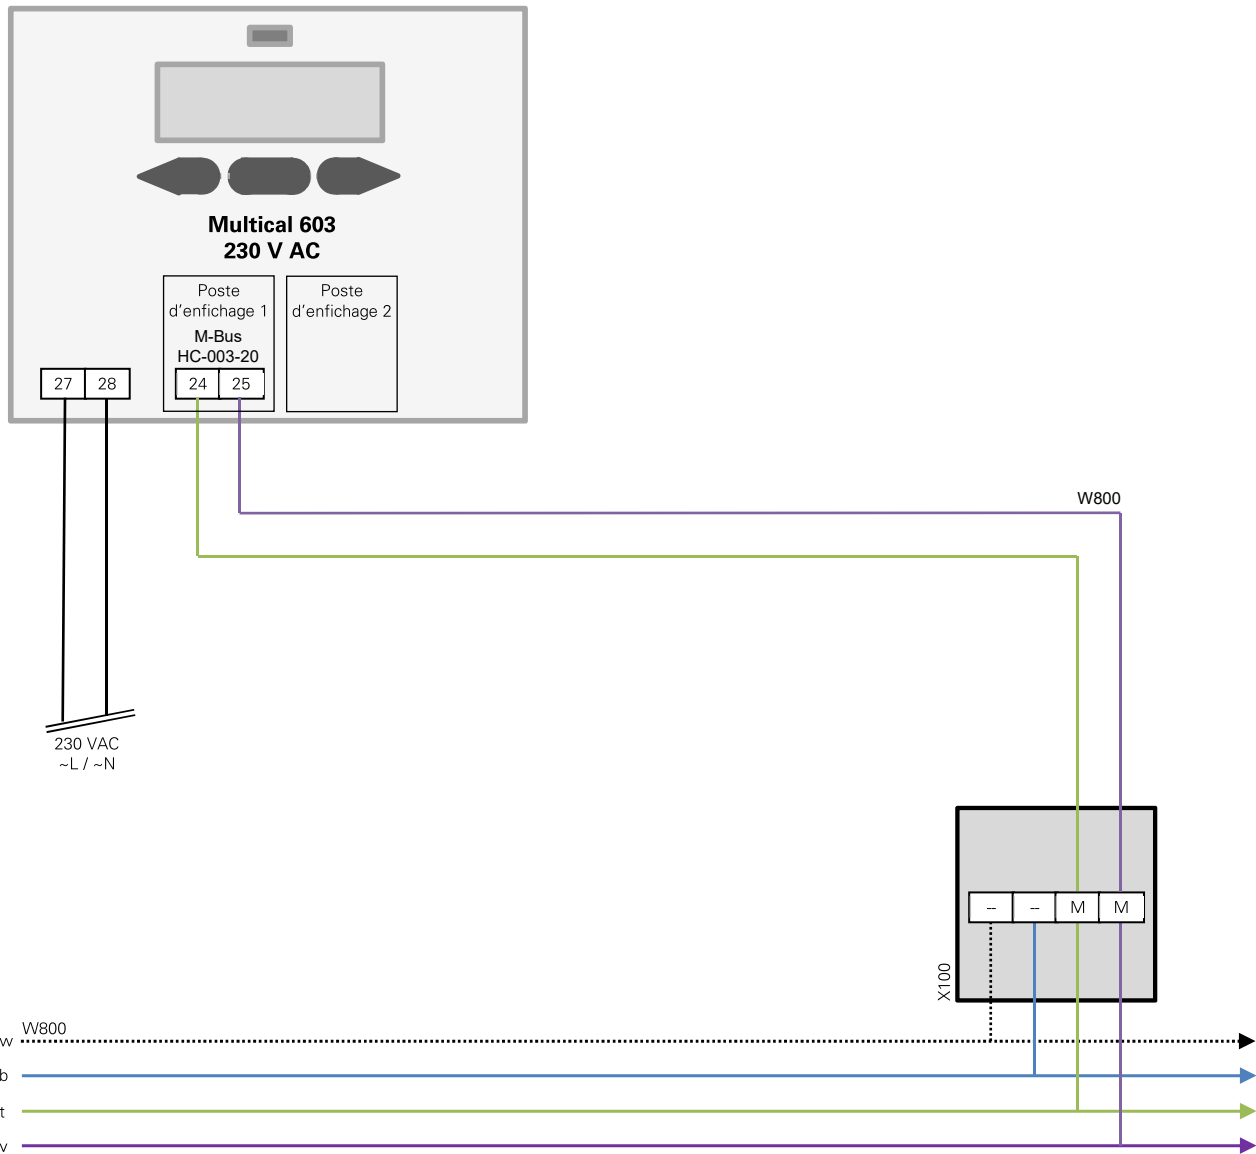 Multical 603
230 V AC
Poste
d'enfichage 1
M-Bus
HC-003-20
Poste
d'enfichage 2
27 28
24 25
W800
230 VAC
~L / ~N
-- -- M M
X100
W800
w
b
t
v